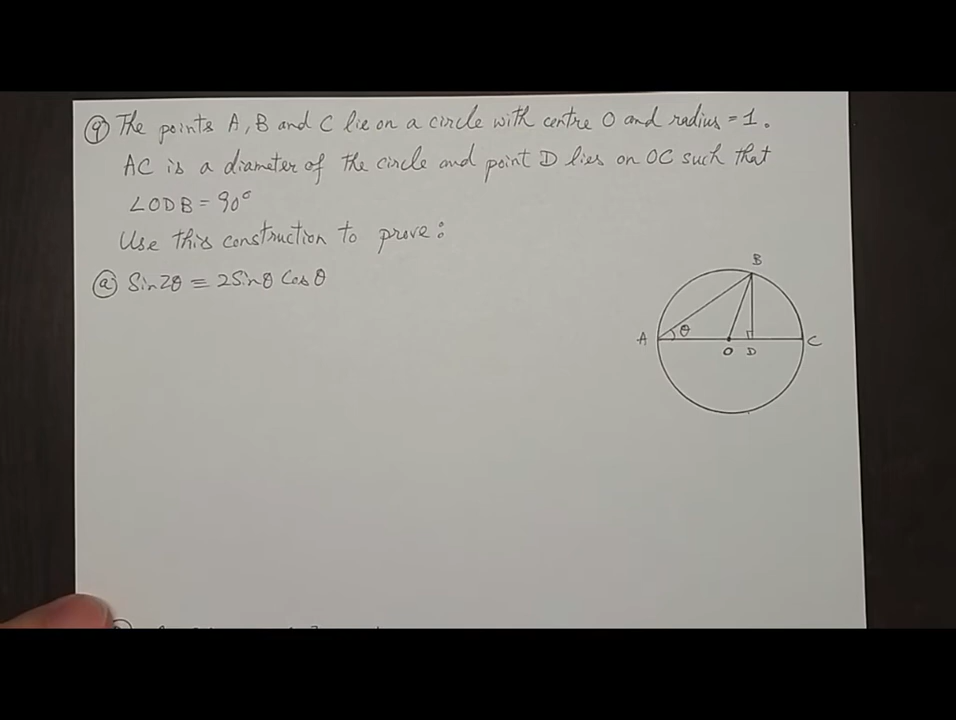 9 The points A, B and C lie on a circle with centre O and radius = 1.
AC is a diameter of the circle and point D lies on OC such that
∠ODB = 90°
Use this construction to prove:
a Sin2θ ≡ 2Sinθ Cosθ
B
A
θ
C
O
D